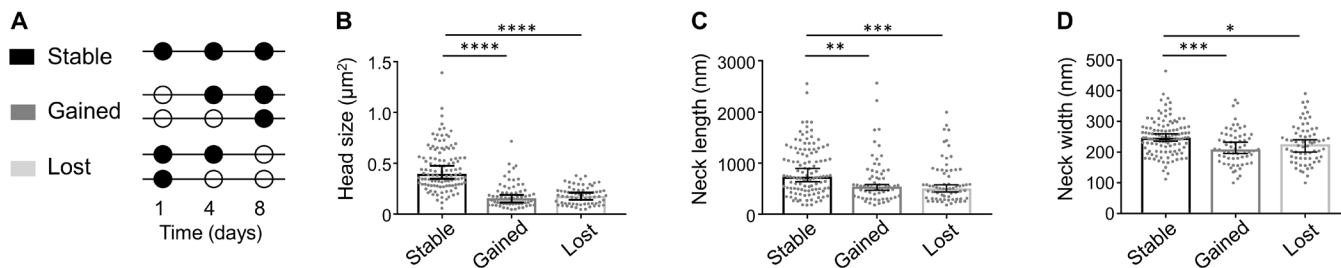 A
Stable
Gained
Lost
1 4 8
Time (days)
B
****
****
Head size (μm²)
1.5
1.0
0.5
0
Stable Gained Lost
C
***
**
Neck length (nm)
3000
2000
1000
0
Stable Gained Lost
D
*
***
Neck width (nm)
500
400
300
200
100
0
Stable Gained Lost